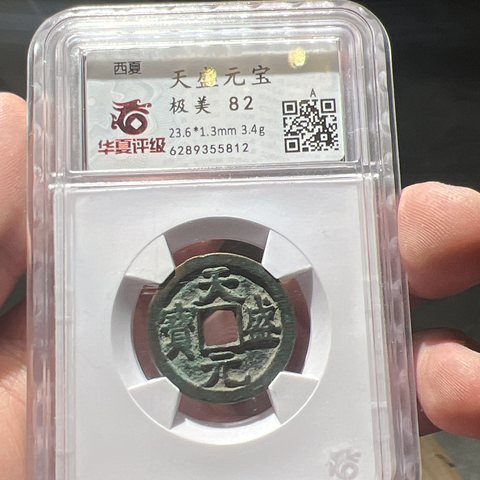 西夏
天盛元宝
极美 82
A
华夏评级
23.6*1.3mm 3.4g
6289355812
天
寶 盛
元